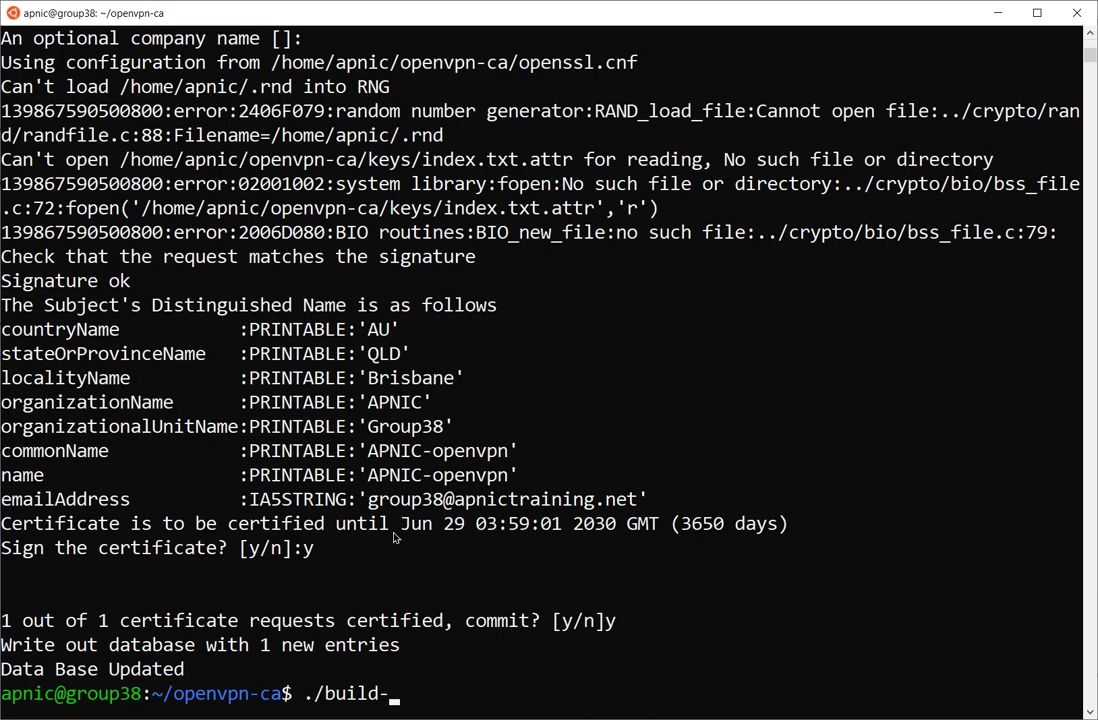 apnic@group38: ~/openvpn-ca
An optional company name []:
Using configuration from /home/apnic/openvpn-ca/openssl.cnf
Can't load /home/apnic/.rnd into RNG
139867590500800:error:2406F079:random number generator:RAND_load_file:Cannot open file:../crypto/ran
d/randfile.c:88:Filename=/home/apnic/.rnd
Can't open /home/apnic/openvpn-ca/keys/index.txt.attr for reading, No such file or directory
139867590500800:error:02001002:system library:fopen:No such file or directory:../crypto/bio/bss_file
.c:72:fopen('/home/apnic/openvpn-ca/keys/index.txt.attr','r')
139867590500800:error:2006D080:BIO routines:BIO_new_file:no such file:../crypto/bio/bss_file.c:79:
Check that the request matches the signature
Signature ok
The Subject's Distinguished Name is as follows
countryName           :PRINTABLE:'AU'
stateOrProvinceName   :PRINTABLE:'QLD'
localityName          :PRINTABLE:'Brisbane'
organizationName      :PRINTABLE:'APNIC'
organizationalUnitName:PRINTABLE:'Group38'
commonName            :PRINTABLE:'APNIC-openvpn'
name                  :PRINTABLE:'APNIC-openvpn'
emailAddress          :IA5STRING:'group38@apnictraining.net'
Certificate is to be certified until Jun 29 03:59:01 2030 GMT (3650 days)
Sign the certificate? [y/n]:y
1 out of 1 certificate requests certified, commit? [y/n]y
Write out database with 1 new entries
Data Base Updated
apnic@group38:~/openvpn-ca$ ./build-